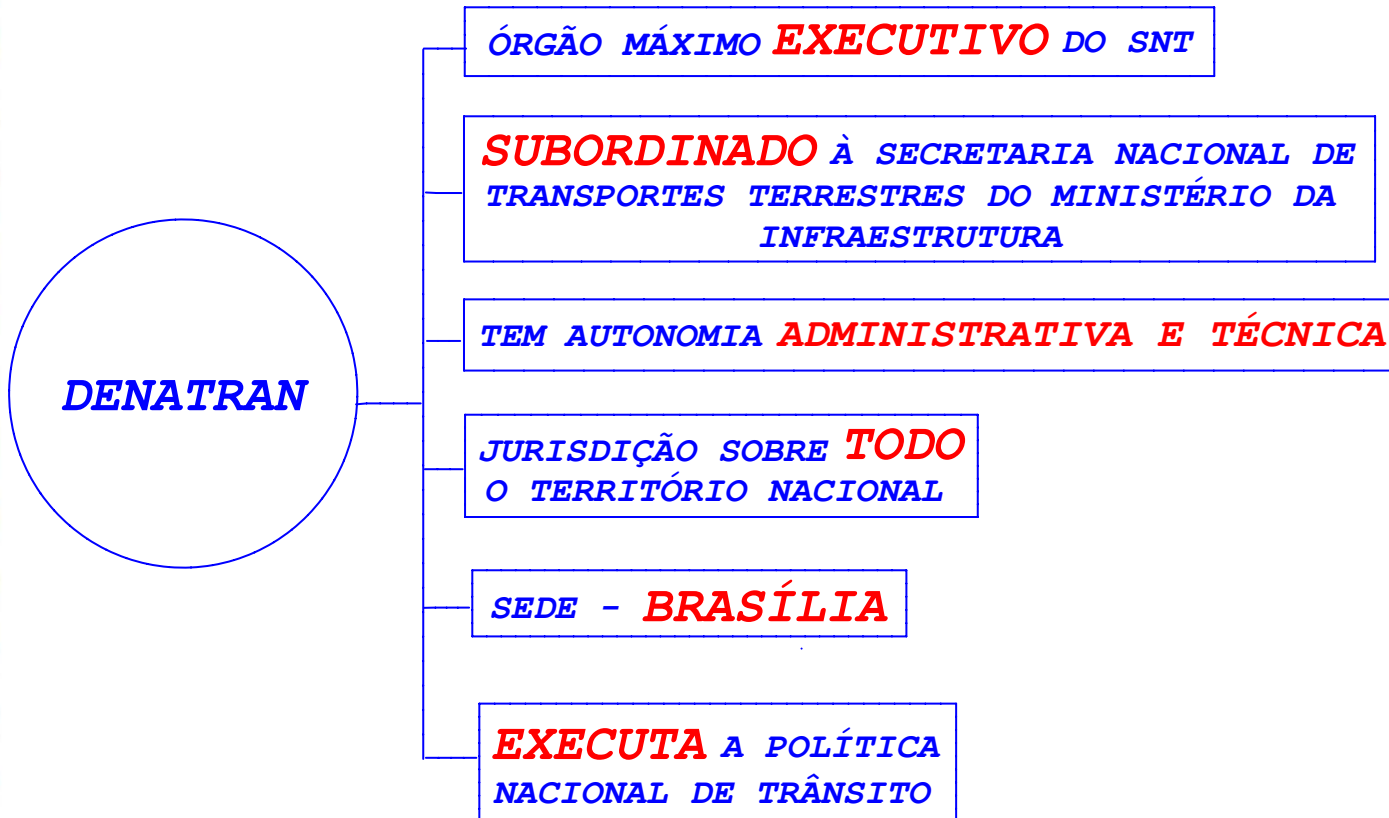 ÓRGÃO MÁXIMO EXECUTIVO DO SNT
SUBORDINADO À SECRETARIA NACIONAL DE
TRANSPORTES TERRESTRES DO MINISTÉRIO DA
INFRAESTRUTURA
TEM AUTONOMIA ADMINISTRATIVA E TÉCNICA
DENATRAN
JURISDIÇÃO SOBRE TODO
O TERRITÓRIO NACIONAL
SEDE - BRASÍLIA
EXECUTA A POLÍTICA
NACIONAL DE TRÂNSITO